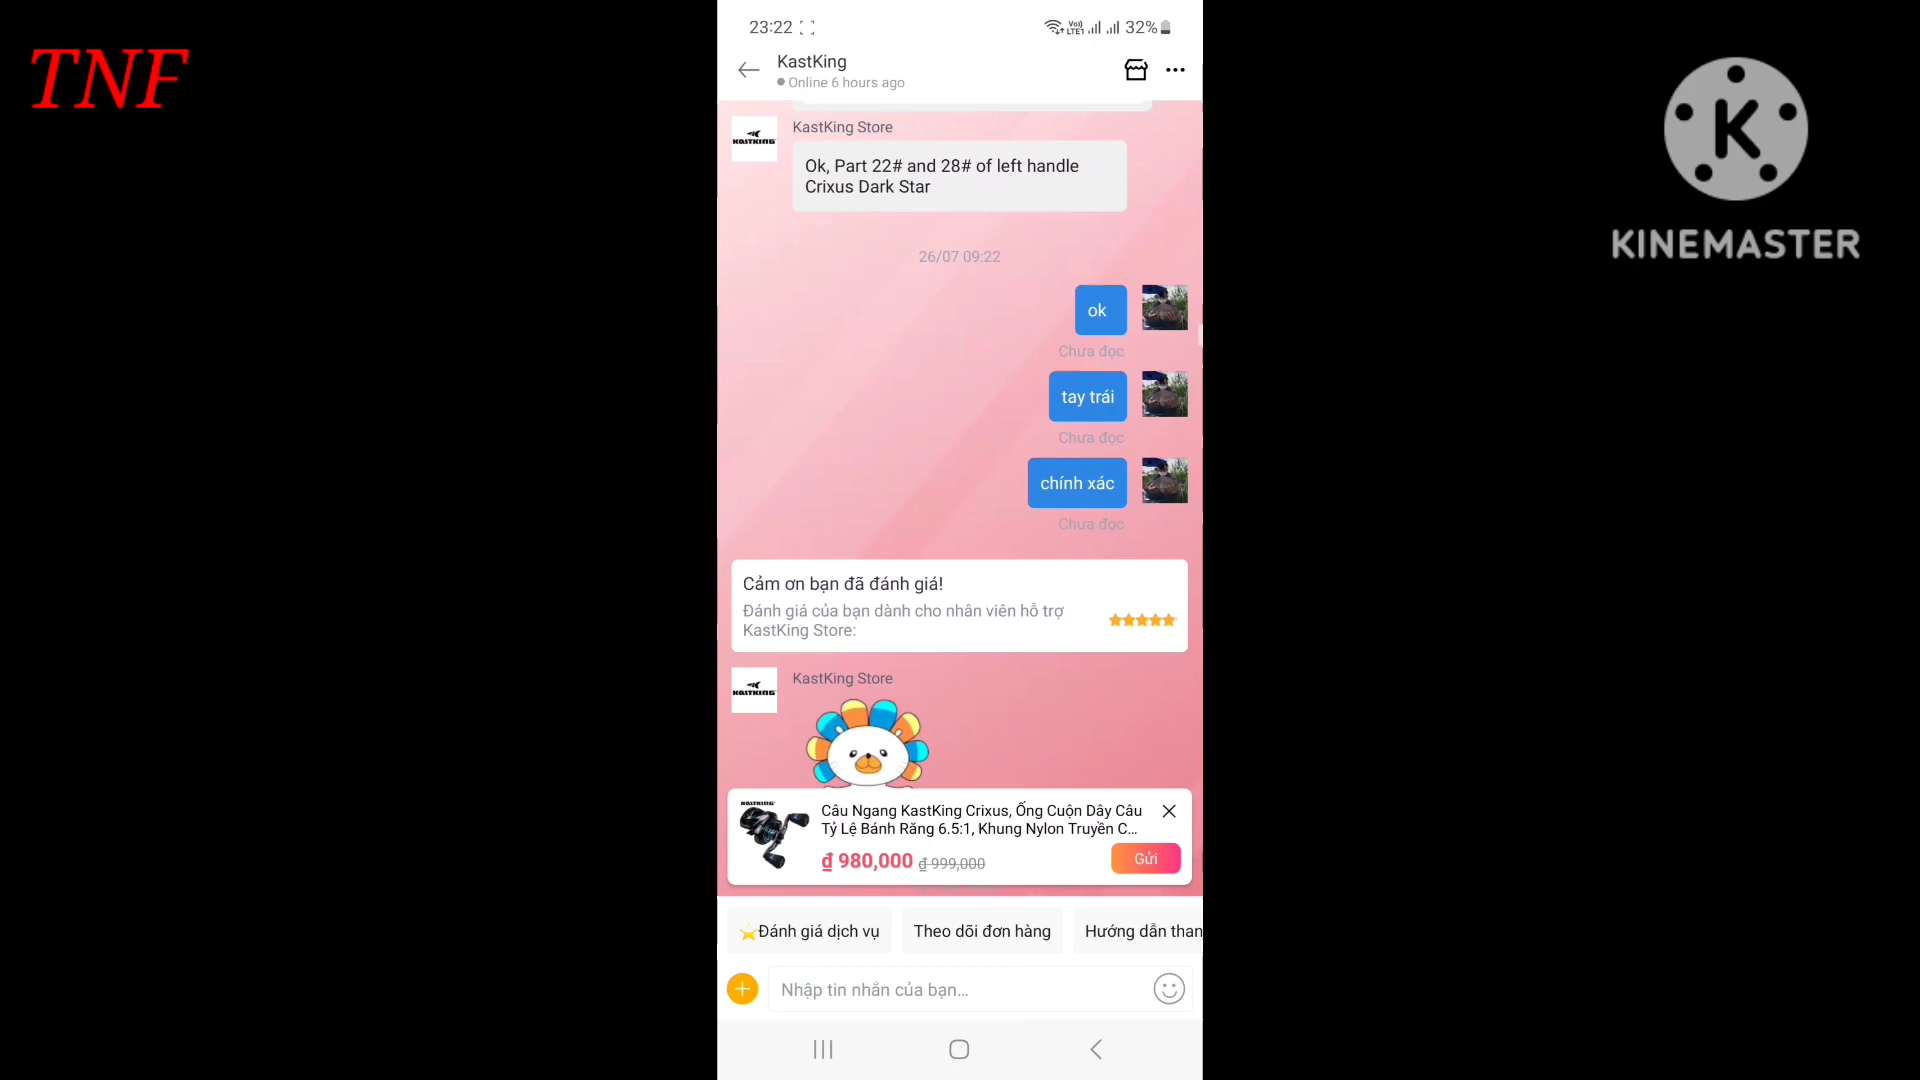 TNF
KINEMASTER
23:22
32%
KastKing
Online 6 hours ago
KastKing Store
KastKing
Ok, Part 22# and 28# of left handle
Crixus Dark Star
26/07 09:22
ok
Chưa đọc
tay trái
Chưa đọc
chính xác
Chưa đọc
Cảm ơn bạn đã đánh giá!
Đánh giá của bạn dành cho nhân viên hỗ trợ
KastKing Store:
KastKing Store
KastKing
KastKing
Câu Ngang KastKing Crixus, Ống Cuộn Dây Câu
Tỷ Lệ Bánh Răng 6.5:1, Khung Nylon Truyền C...
₫ 980,000 ₫ 999,000
Gửi
Đánh giá dịch vụ
Theo dõi đơn hàng
Hướng dẫn than
Nhập tin nhắn của bạn...